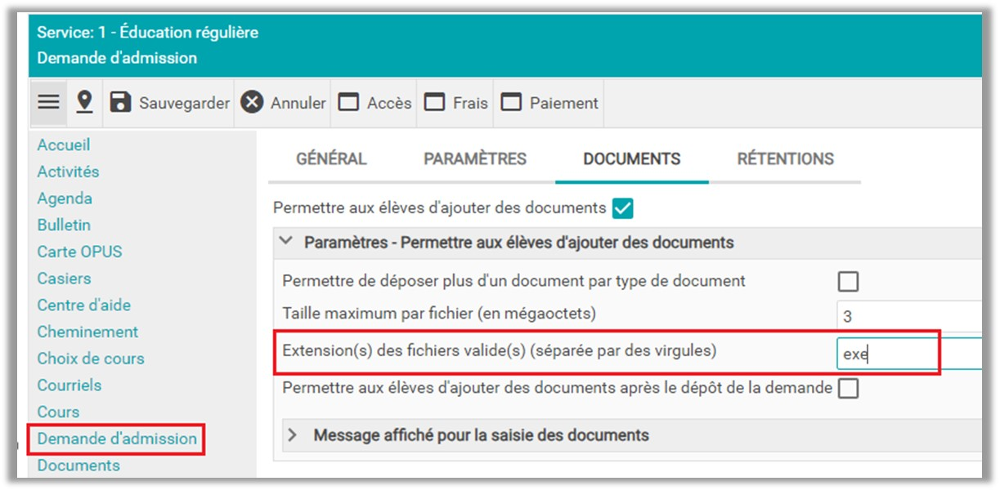 Service: 1 - Éducation régulière
Demande d'admission
Sauvegarder Annuler Accès Frais Paiement
Accueil
Activités
Agenda
Bulletin
Carte OPUS
Casiers
Centre d'aide
Cheminement
Choix de cours
Courriels
Cours
Demande d'admission
Documents
GÉNÉRAL PARAMÈTRES DOCUMENTS RÉTENTIONS
Permettre aux élèves d'ajouter des documents
Paramètres - Permettre aux élèves d'ajouter des documents
Permettre de déposer plus d'un document par type de document
Taille maximum par fichier (en mégaoctets) 3
Extension(s) des fichiers valide(s) (séparée par des virgules) exe
Permettre aux élèves d'ajouter des documents après le dépôt de la demande
Message affiché pour la saisie des documents